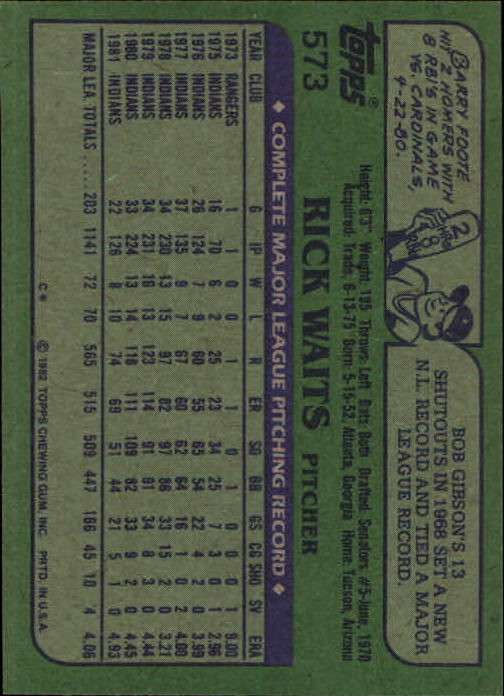 BARRY FOOTE
HIT 2 HOMERS WITH
8 RBI'S IN GAME
VS. CARDINALS,
4-22-80.
2 HRS
8 RUN
BOB GIBSON'S 13
SHUTOUTS IN 1968 SET A NEW
N.L. RECORD AND TIED A MAJOR
LEAGUE RECORD.
topps®
573
Height: 6'3" Weight: 195 Throws: Left Bats: Both Drafted: Senators #5-June, 1970
Acquired: Trade, 6-13-75 Born: 5-15-52, Atlanta, Georgia Home: Tucson, Arizona
RICK WAITS PITCHER
◆ COMPLETE MAJOR LEAGUE PITCHING RECORD ◆
YEAR CLUB G IP W L R ER SO BB GS CG SHO SV ERA
1973 RANGERS 1 1 0 0 1 1 0 1 0 0 0 1 9.00
1975 INDIANS 16 70 6 2 25 23 34 25 7 3 0 1 2.96
1976 INDIANS 26 124 7 9 60 55 65 54 22 4 2 0 3.99
1977 INDIANS 37 135 9 7 67 60 62 64 16 1 0 2 4.00
1978 INDIANS 34 230 13 15 97 82 97 86 33 15 2 0 3.21
1979 INDIANS 34 231 16 13 123 114 91 91 34 8 3 0 4.44
1980 INDIANS 33 224 13 14 118 111 109 82 33 9 2 0 4.45
1981 INDIANS 22 126 8 10 74 69 51 44 21 5 1 0 4.93
MAJOR LEA. TOTALS .... 203 1141 72 70 565 515 509 447 166 45 10 4 4.06
C* © 1982 TOPPS CHEWING GUM, INC. PRTD. IN U.S.A.